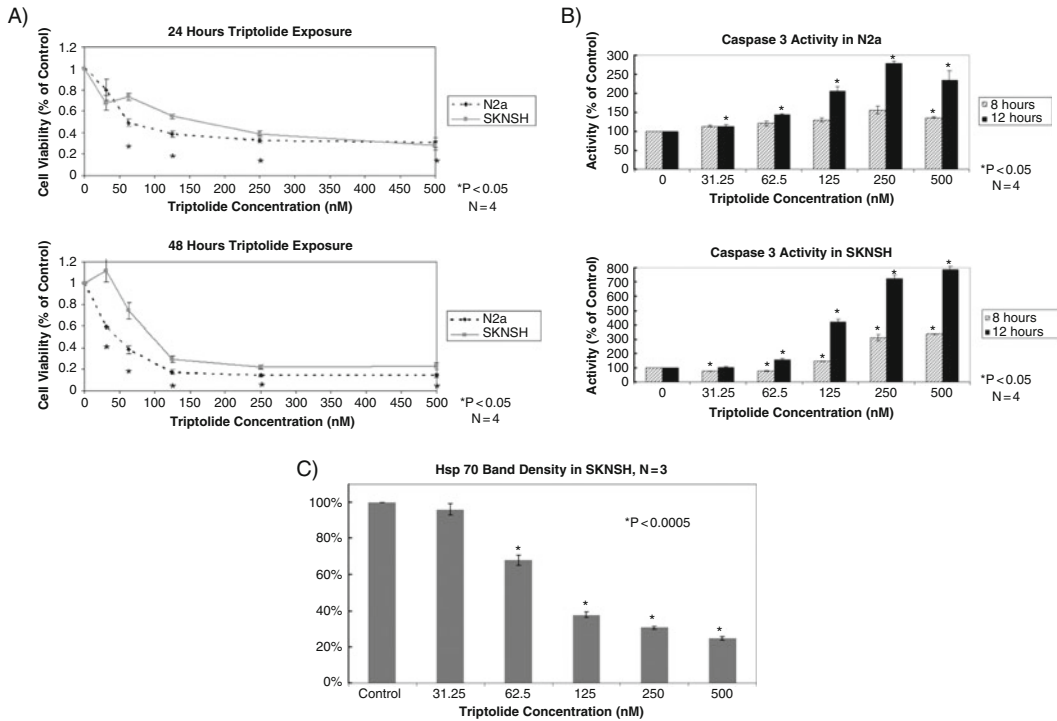 A)
24 Hours Triptolide Exposure
Cell Viability (% of Control)
1.2
1
0.8
0.6
0.4
0.2
0
0 50 100 150 200 250 300 350 400 450 500
Triptolide Concentration (nM)
N2a
SKNSH
* * * *
*P<0.05
N=4
48 Hours Triptolide Exposure
Cell Viability (% of Control)
1.2
1
0.8
0.6
0.4
0.2
0
0 50 100 150 200 250 300 350 400 450 500
Triptolide Concentration (nM)
N2a
SKNSH
* * * * *
*P<0.05
N=4
B)
Caspase 3 Activity in N2a
Activity (% of Control)
300
250
200
150
100
50
0
* * * * *
0 31.25 62.5 125 250 500
Triptolide Concentration (nM)
8 hours
12 hours
*P<0.05
N=4
Caspase 3 Activity in SKNSH
Activity (% of Control)
800
700
600
500
400
300
200
100
0
* * * * * * * * *
0 31.25 62.5 125 250 500
Triptolide Concentration (nM)
8 hours
12 hours
*P<0.05
N=4
C)
Hsp 70 Band Density in SKNSH, N=3
100%
80%
60%
40%
20%
0%
*P<0.0005
* * * *
Control 31.25 62.5 125 250 500
Triptolide Concentration (nM)